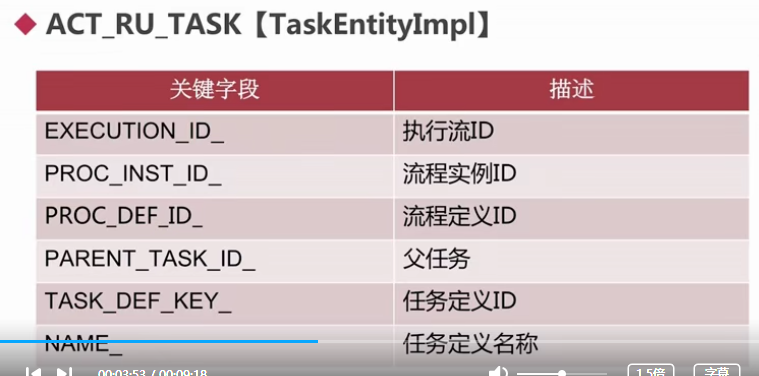 ◆ ACT_RU_TASK【TaskEntityImpl】
关键字段 描述
EXECUTION_ID_ 执行流ID
PROC_INST_ID_ 流程实例ID
PROC_DEF_ID_ 流程定义ID
PARENT_TASK_ID_ 父任务
TASK_DEF_KEY_ 任务定义ID
NAME_ 任务定义名称
00:03:53 / 00:09:18 1.5倍 字幕